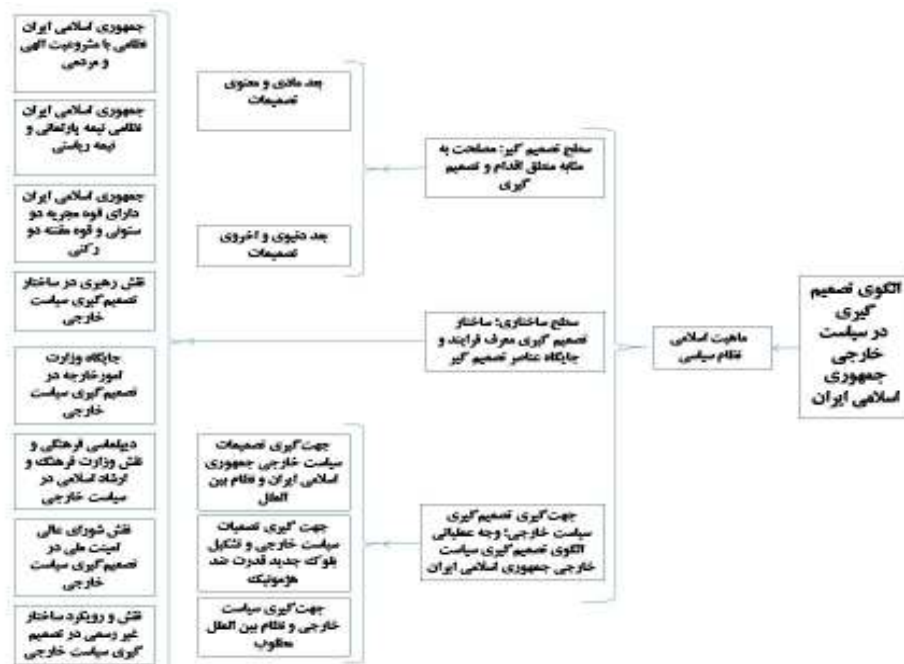 الگوی تصمیم
گیری
در سیاست
خارجی
جمهوری
اسلامی ایران
ماهیت اسلامی
نظام سیاسی
سطح تصمیم گیر: مصلحت به
مثابه منطق اقدام و تصمیم
گیری
بعد مادی و معنوی
تصمیمات
بعد دنیوی و اخروی
تصمیمات
سطح ساختاری؛ ساختار
تصمیم گیری معرف فرایند و
جایگاه عناصر تصمیم گیر
جمهوری اسلامی ایران
نظامی با مشروعیت الهی
و مردمی
جمهوری اسلامی ایران
نظامی نیمه پارلمانی و
نیمه ریاستی
جمهوری اسلامی ایران
دارای قوه مجریه دو
ستونی و قوه مقننه دو
رکنی
نقش رهبری در ساختار
تصمیم‌گیری سیاست
خارجی
جایگاه وزارت
امورخارجه در
تصمیم‌گیری سیاست
خارجی
دیپلماسی فرهنگی و
نقش وزارت فرهنگ و
ارشاد اسلامی در
سیاست خارجی
نقش شورای عالی
امنیت ملی در
تصمیم‌گیری سیاست
خارجی
نقش و رویکرد ساختار
غیر رسمی در تصمیم
گیری سیاست خارجی
جهت‌گیری تصمیم‌گیری
سیاست خارجی؛ وجه عملیاتی
الگوی تصمیم‌گیری سیاست
خارجی جمهوری اسلامی ایران
جهت‌گیری تصمیمات
سیاست خارجی جمهوری
اسلامی ایران و نظام بین
الملل
جهت گیری تصمیات
سیاست خارجی و تشکیل
بلوک جدید قدرت ضد
هژمونیک
جهت‌گیری سیاست
خارجی و نظام بین الملل
مطلوب